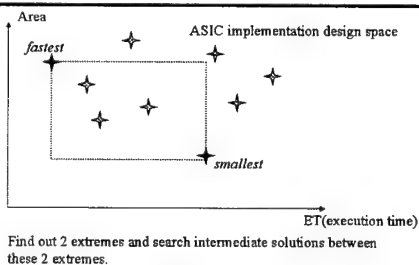 Area
ASIC implementation design space
fastest
smallest
ET(execution time)
Find out 2 extremes and search intermediate solutions between
these 2 extremes.